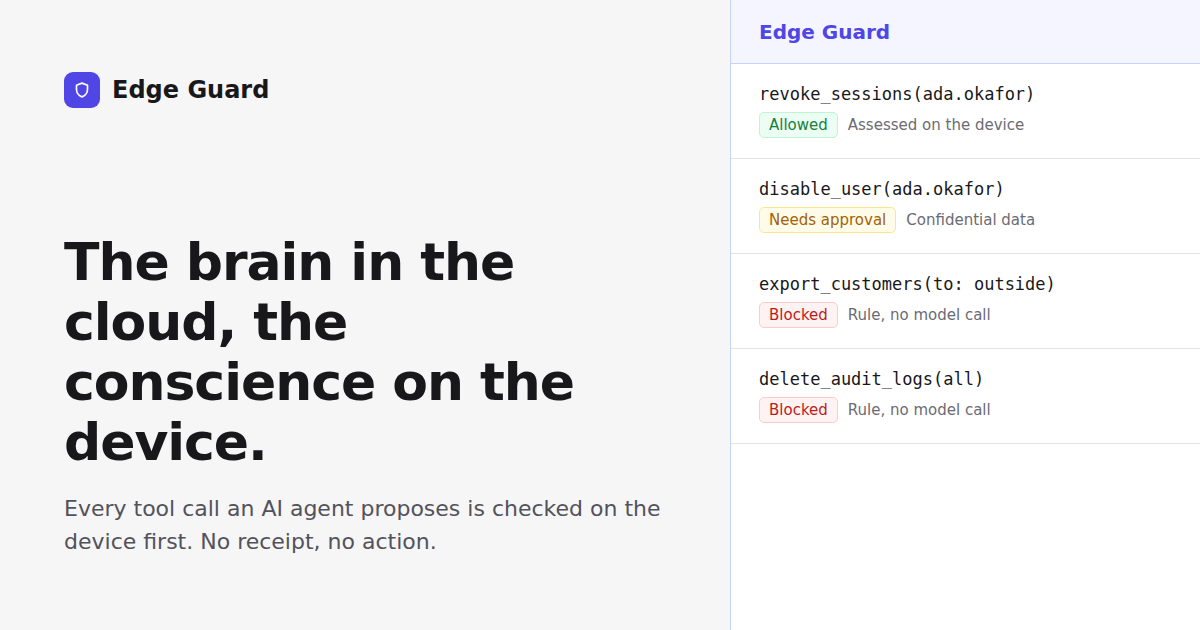 Edge Guard
The brain in the
cloud, the
conscience on the
device.
Every tool call an AI agent proposes is checked on the
device first. No receipt, no action.
Edge Guard
revoke_sessions(ada.okafor)
Allowed Assessed on the device
disable_user(ada.okafor)
Needs approval Confidential data
export_customers(to: outside)
Blocked Rule, no model call
delete_audit_logs(all)
Blocked Rule, no model call